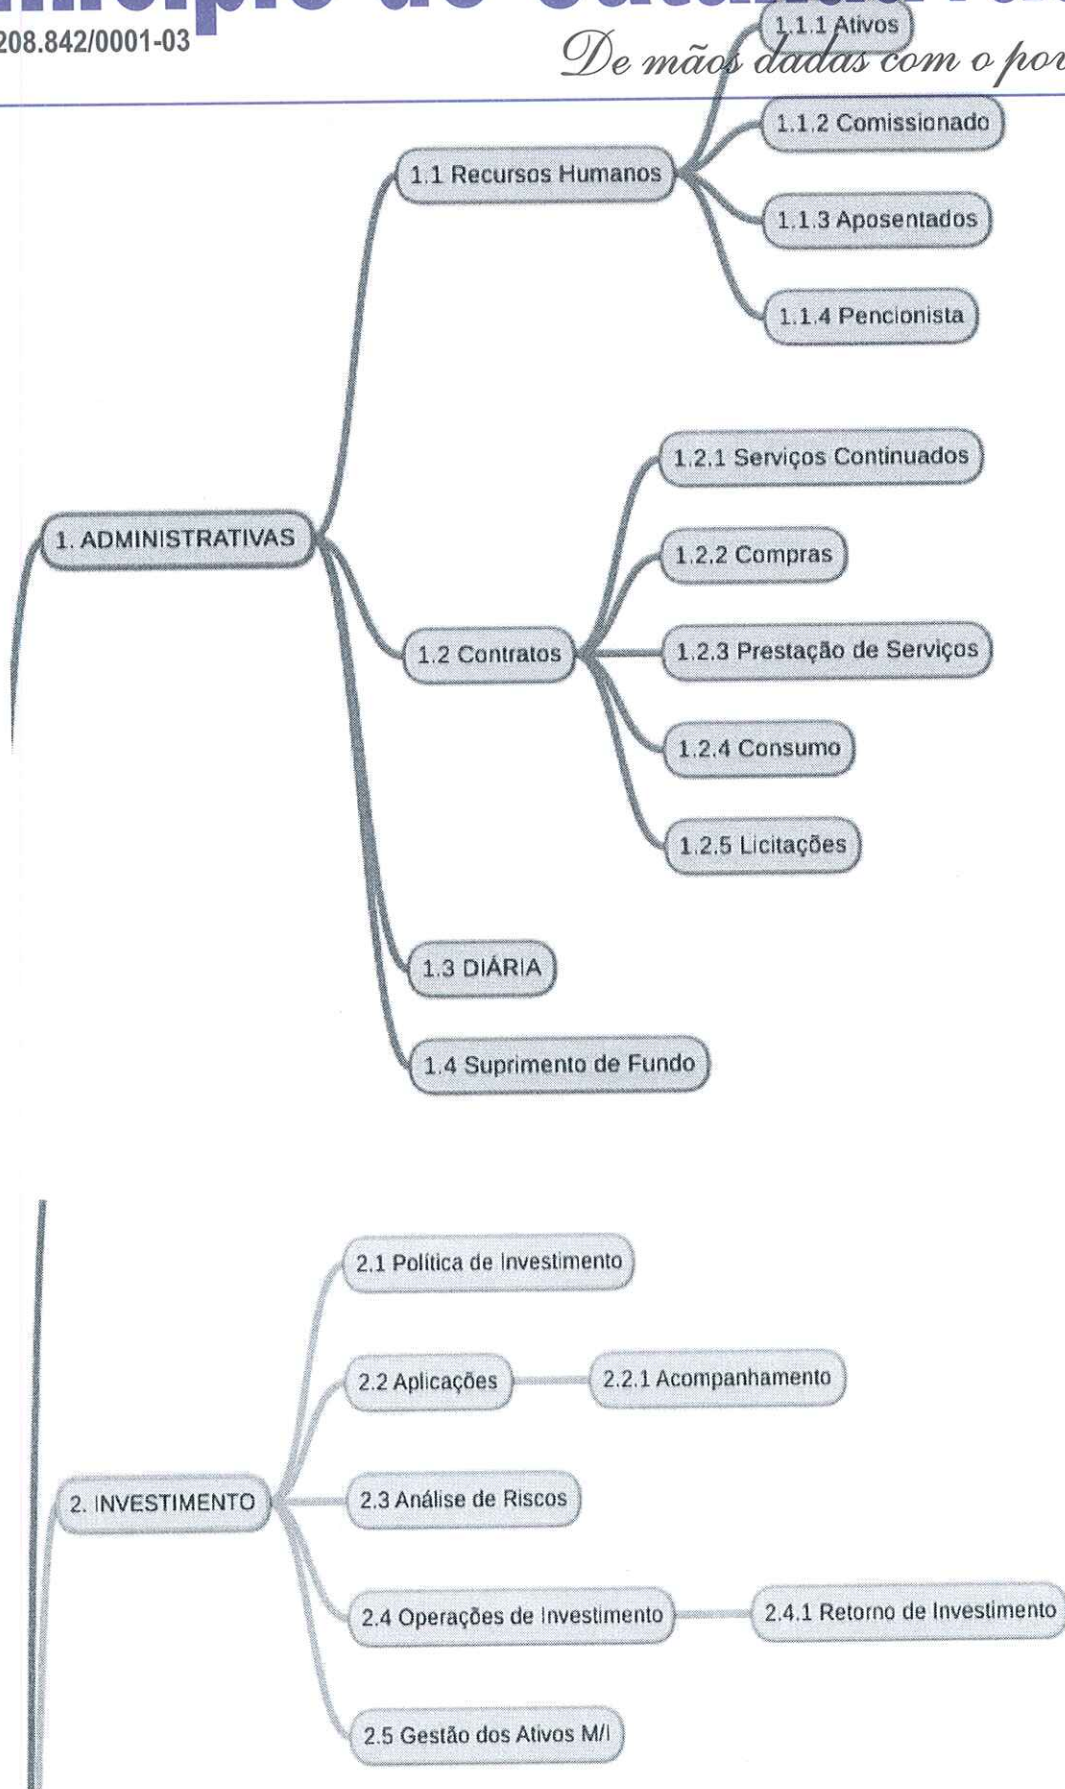 208.842/0001-03
De mãos dadas com o
1.1.1 Ativos
1.1.2 Comissionado
1.1 Recursos Humanos
1.1.3 Aposentados
1.1.4 Pencionista
1.2.1 Serviços Continuados
1. ADMINISTRATIVAS
1.2.2 Compras
1.2 Contratos
1.2.3 Prestação de Serviços
1.2.4 Consumo
1.2.5 Licitações
1.3 DIÁRIA
1.4 Suprimento de Fundo
2.1 Política de Investimento
2.2 Aplicações
2.2.1 Acompanhamento
2. INVESTIMENTO
2.3 Análise de Riscos
2.4 Operações de Investimento
2.4.1 Retorno de Investimento
2.5 Gestão dos Ativos M/I